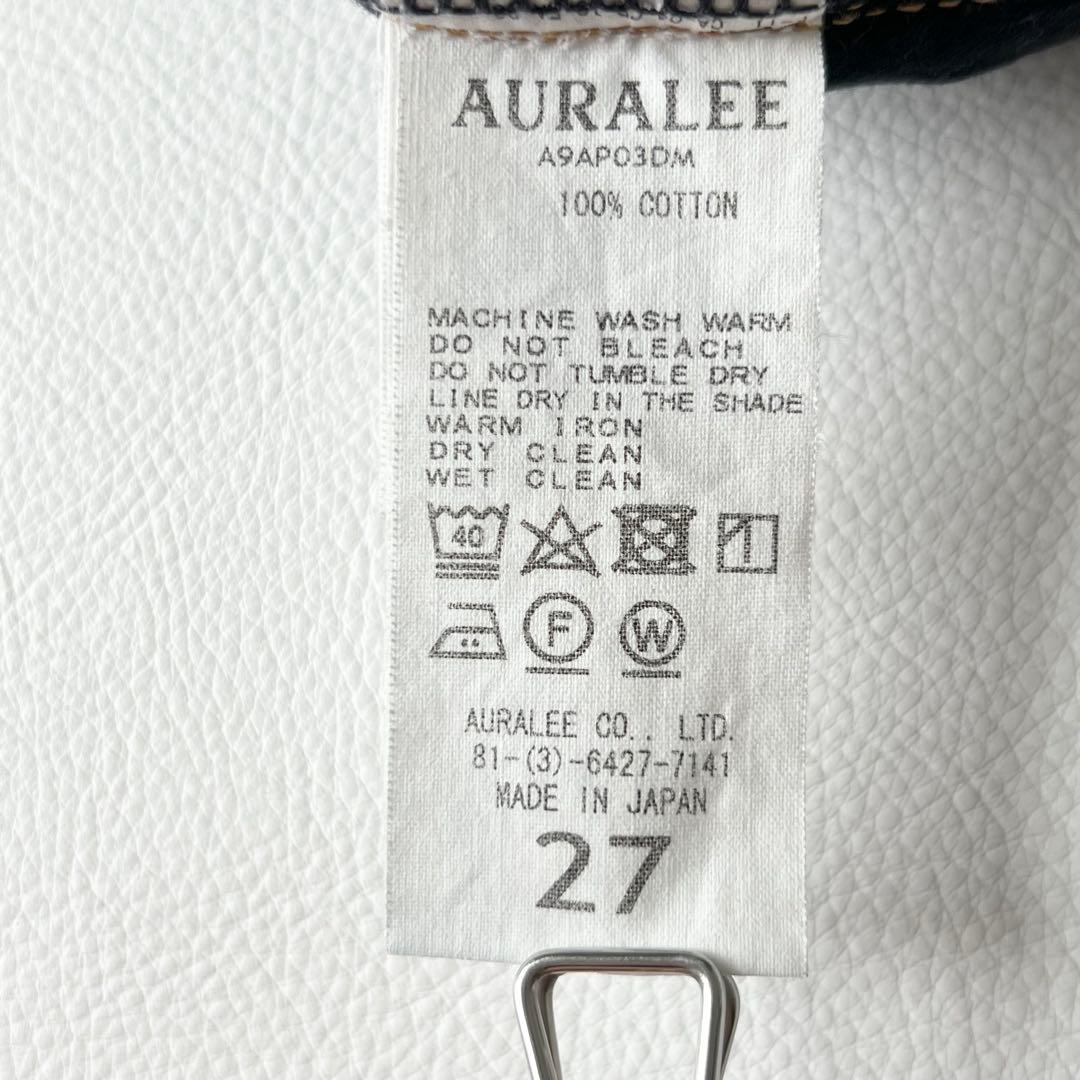 AURALEE
A9AP03DM
100% COTTON
MACHINE WASH WARM
DO NOT BLEACH
DO NOT TUMBLE DRY
LINE DRY IN THE SHADE
WARM IRON
DRY CLEAN
WET CLEAN
40
F W
AURALEE CO., LTD.
81-(3)-6427-7141
MADE IN JAPAN
27